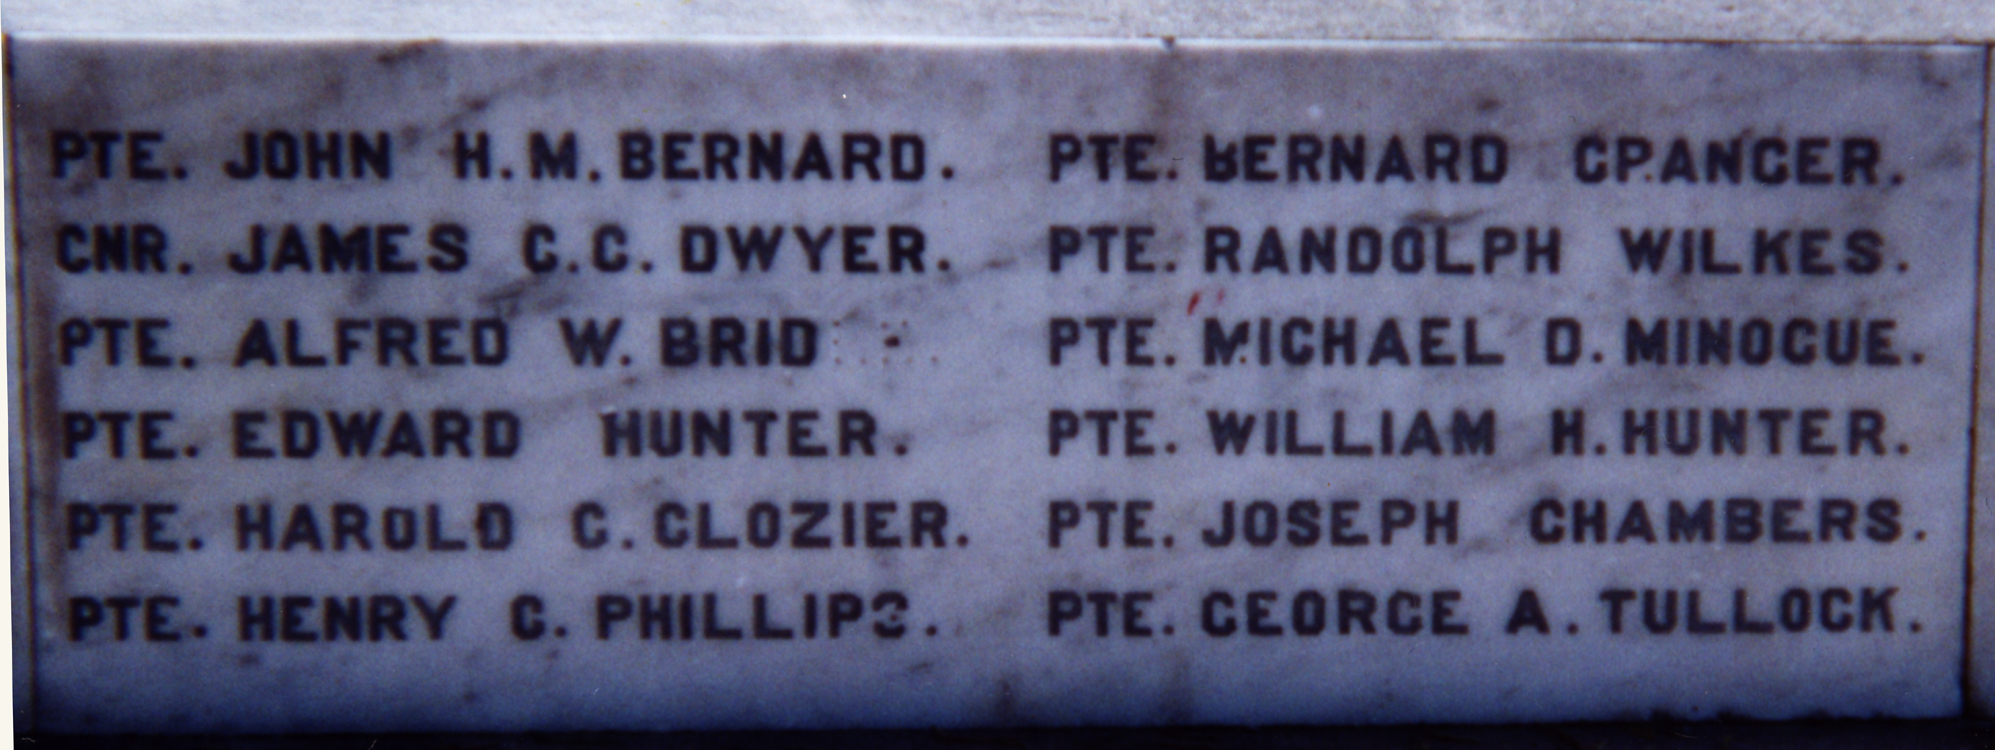 PTE. JOHN H.M. BERNARD.
GNR. JAMES C.C. DWYER.
PTE. ALFRED W. BRID
PTE. EDWARD HUNTER.
PTE. HAROLD C. CLOZIER.
PTE. HENRY C. PHILLIPS.
PTE. BERNARD GRANGER.
PTE. RANDOLPH WILKES.
PTE. MICHAEL D. MINOGUE.
PTE. WILLIAM H. HUNTER.
PTE. JOSEPH CHAMBERS.
PTE. GEORGE A. TULLOCK.